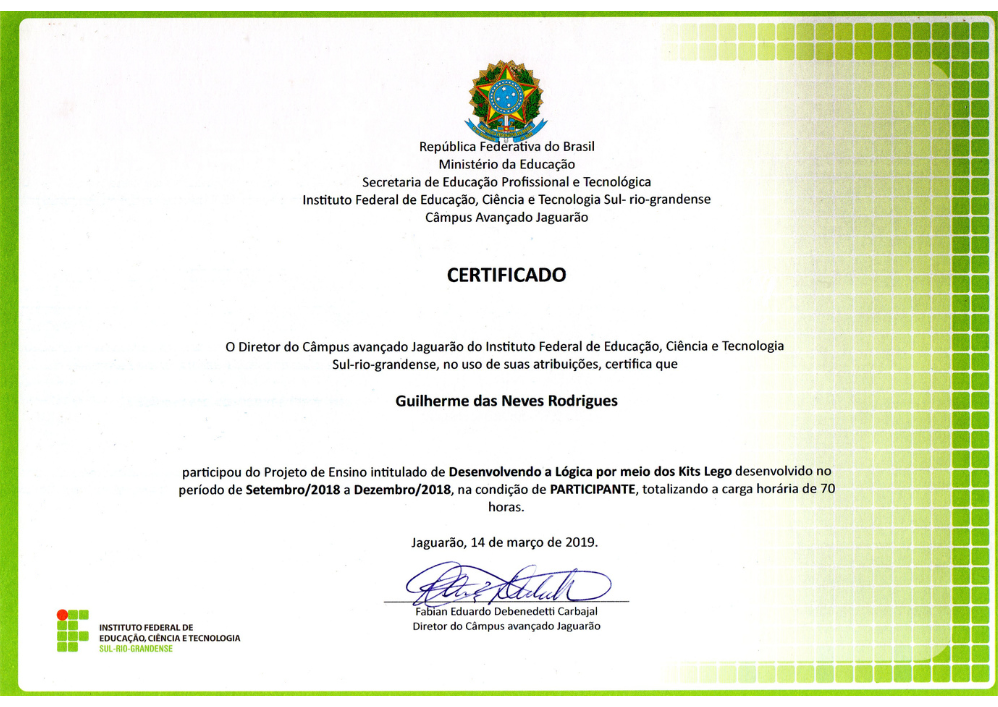 República Federativa do Brasil
Ministério da Educação
Secretaria de Educação Profissional e Tecnológica
Instituto Federal de Educação, Ciência e Tecnologia Sul- rio-grandense
Câmpus Avançado Jaguarão
CERTIFICADO
O Diretor do Câmpus avançado Jaguarão do Instituto Federal de Educação, Ciência e Tecnologia
Sul-rio-grandense, no uso de suas atribuições, certifica que
Guilherme das Neves Rodrigues
participou do Projeto de Ensino intitulado de Desenvolvendo a Lógica por meio dos Kits Lego desenvolvido no
período de Setembro/2018 a Dezembro/2018, na condição de PARTICIPANTE, totalizando a carga horária de 70
horas.
Jaguarão, 14 de março de 2019.
Fabian Eduardo Debenedetti Carbajal
Diretor do Câmpus avançado Jaguarão
INSTITUTO FEDERAL DE
EDUCAÇÃO, CIÊNCIA E TECNOLOGIA
SUL-RIO-GRANDENSE